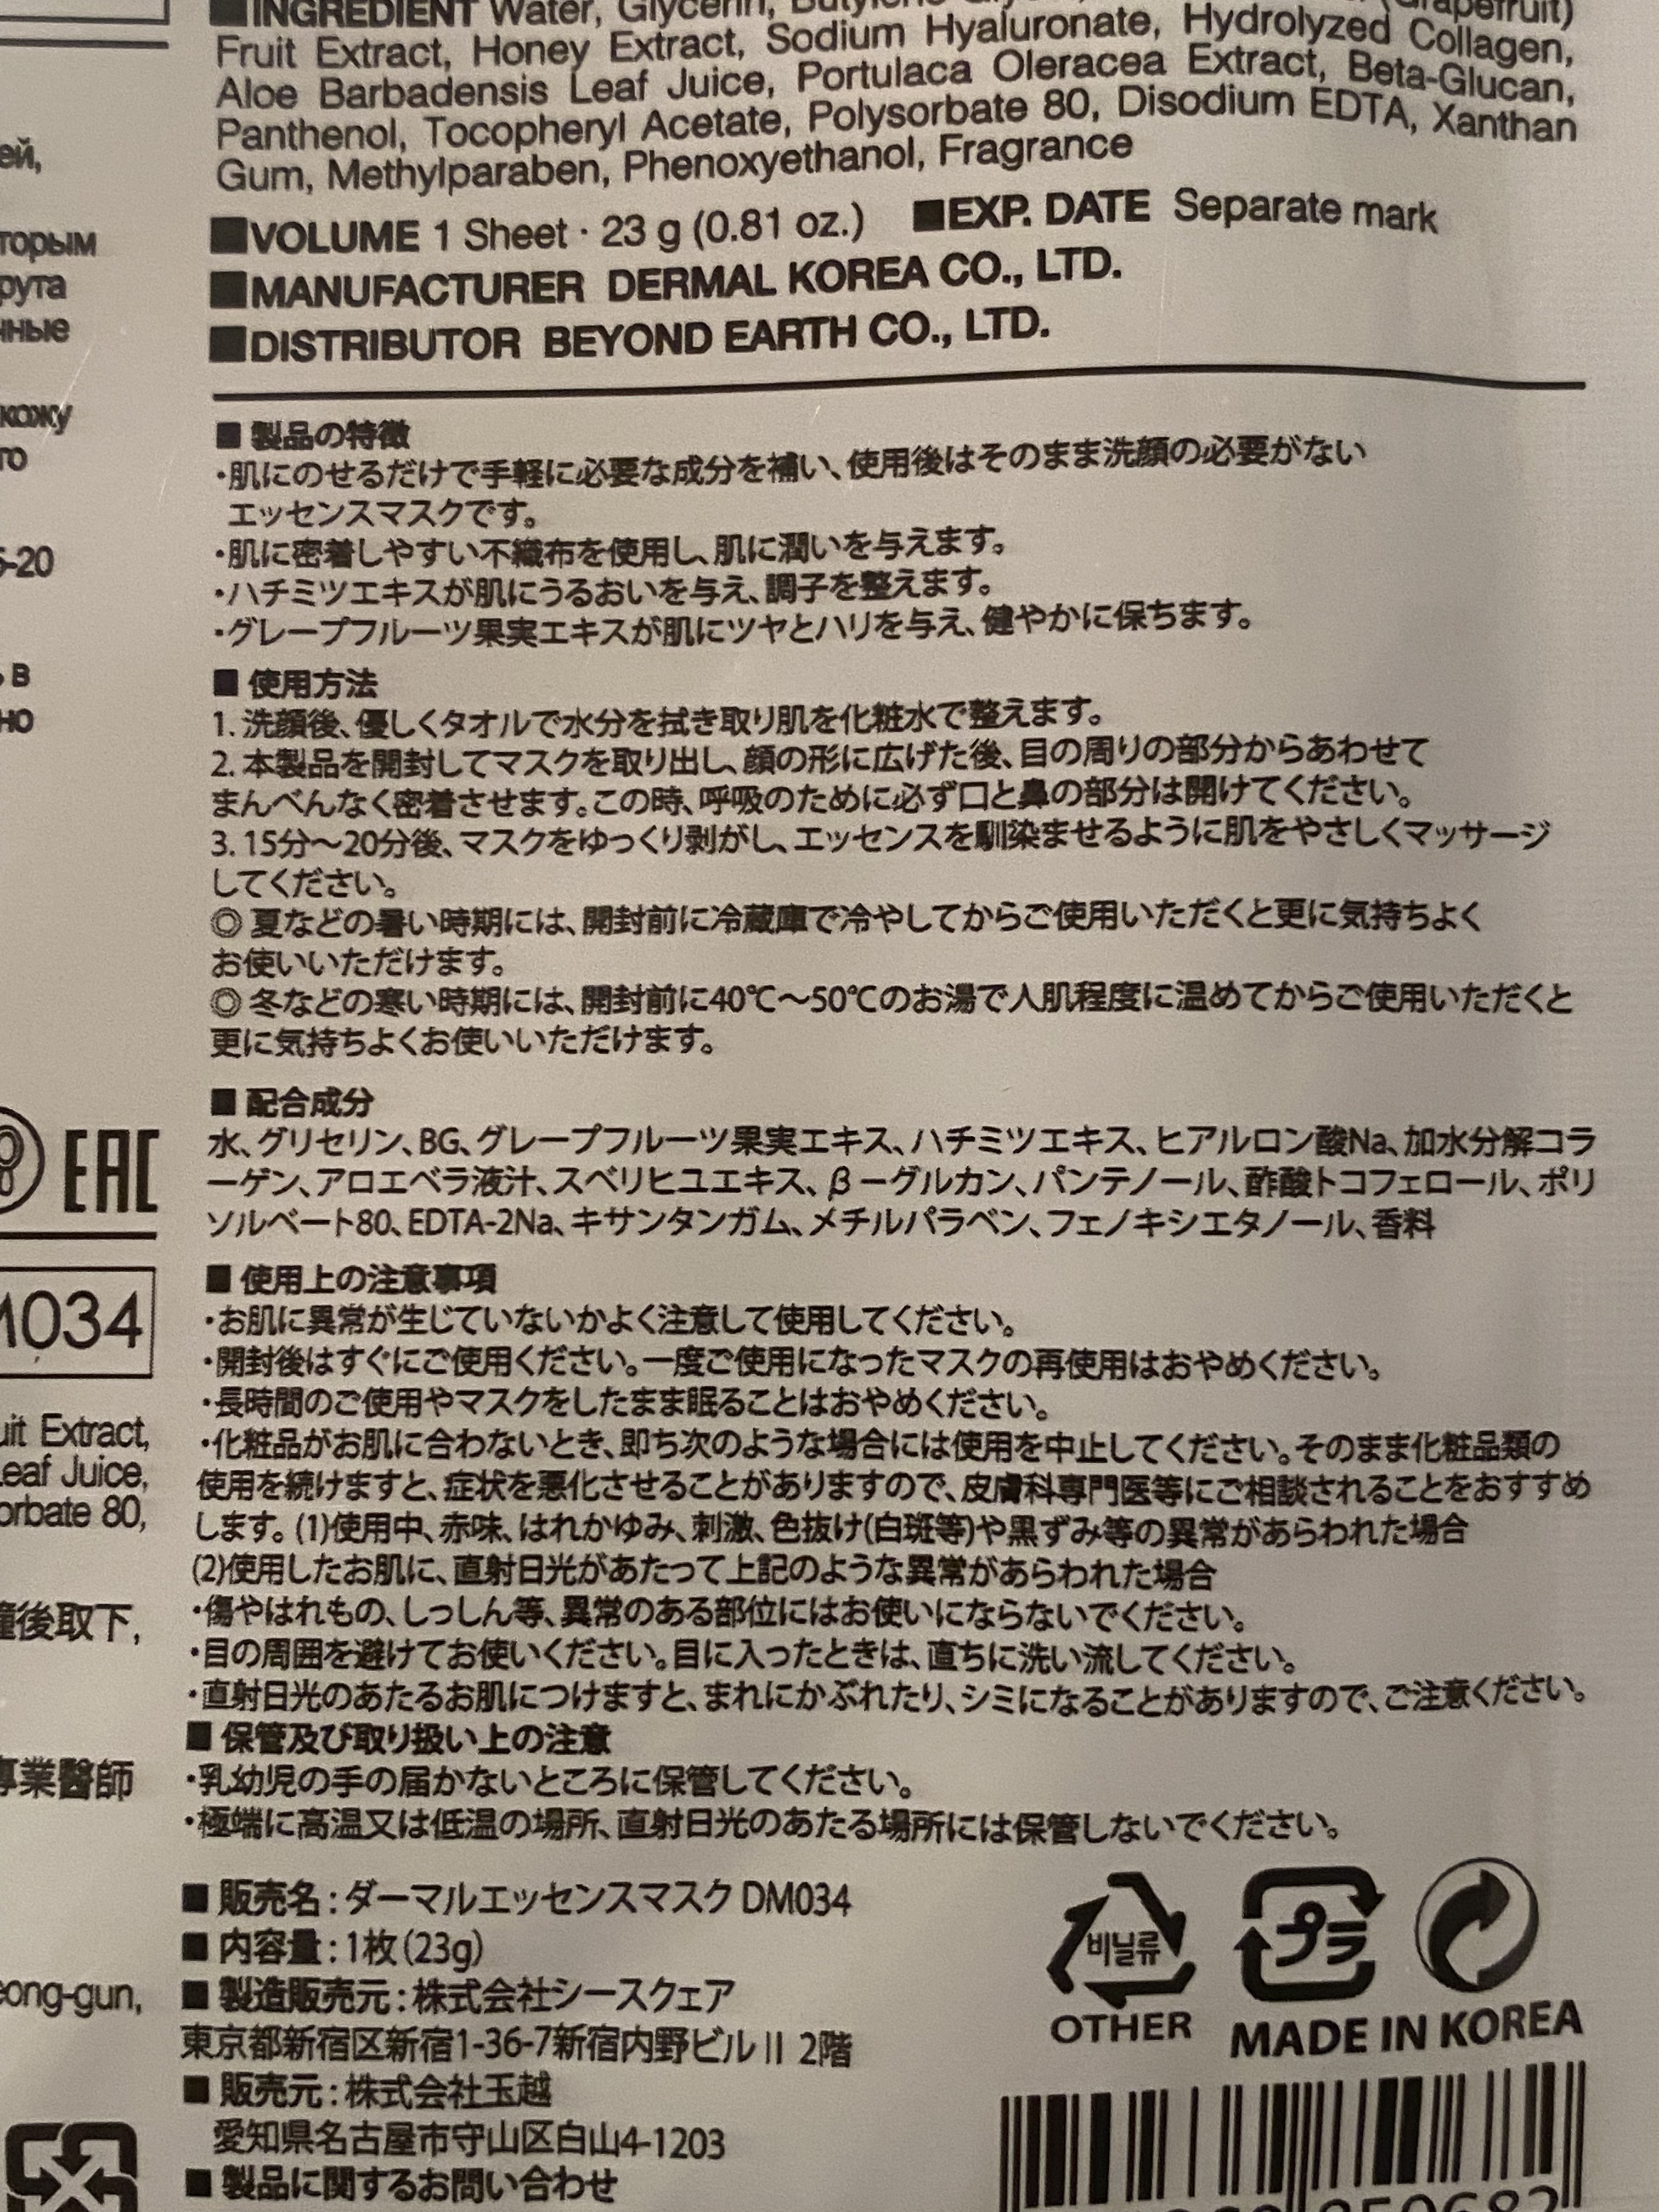 ■INGREDIENT Water, Glycerin, (Grapefruit)
Fruit Extract, Honey Extract, Sodium Hyaluronate, Hydrolyzed Collagen,
Aloe Barbadensis Leaf Juice, Portulaca Oleracea Extract, Beta-Glucan,
Panthenol, Tocopheryl Acetate, Polysorbate 80, Disodium EDTA, Xanthan
Gum, Methylparaben, Phenoxyethanol, Fragrance
■VOLUME 1 Sheet · 23 g (0.81 oz.) ■EXP. DATE Separate mark
■MANUFACTURER DERMAL KOREA CO., LTD.
■DISTRIBUTOR BEYOND EARTH CO., LTD.
■ 製品の特徴
・肌にのせるだけで手軽に必要な成分を補い、使用後はそのまま洗顔の必要がない
エッセンスマスクです。
・肌に密着しやすい不織布を使用し、肌に潤いを与えます。
・ハチミツエキスが肌にうるおいを与え、調子を整えます。
・グレープフルーツ果実エキスが肌にツヤとハリを与え、健やかに保ちます。
■ 使用方法
1. 洗顔後、優しくタオルで水分を拭き取り肌を化粧水で整えます。
2. 本製品を開封してマスクを取り出し、顔の形に広げた後、目の周りの部分からあわせて
まんべんなく密着させます。この時、呼吸のために必ず口と鼻の部分は開けてください。
3. 15分～20分後、マスクをゆっくり剥がし、エッセンスを馴染ませるように肌をやさしくマッサージ
してください。
◎ 夏などの暑い時期には、開封前に冷蔵庫で冷やしてからご使用いただくと更に気持ちよく
お使いいただけます。
◎ 冬などの寒い時期には、開封前に40℃～50℃のお湯で人肌程度に温めてからご使用いただくと
更に気持ちよくお使いいただけます。
■ 配合成分
水、グリセリン、BG、グレープフルーツ果実エキス、ハチミツエキス、ヒアルロン酸Na、加水分解コラ
ーゲン、アロエベラ液汁、スベリヒユエキス、β－グルカン、パンテノール、酢酸トコフェロール、ポリ
ソルベート80、EDTA-2Na、キサンタンガム、メチルパラベン、フェノキシエタノール、香料
■ 使用上の注意事項
・お肌に異常が生じていないかよく注意して使用してください。
・開封後はすぐにご使用ください。一度ご使用になったマスクの再使用はおやめください。
・長時間のご使用やマスクをしたまま眠ることはおやめください。
・化粧品がお肌に合わないとき、即ち次のような場合には使用を中止してください。そのまま化粧品類の
使用を続けますと、症状を悪化させることがありますので、皮膚科専門医等にご相談されることをおすすめ
します。(1)使用中、赤味、はれかゆみ、刺激、色抜け(白斑等)や黒ずみ等の異常があらわれた場合
(2)使用したお肌に、直射日光があたって上記のような異常があらわれた場合
・傷やはれもの、しっしん等、異常のある部位にはお使いにならないでください。
・目の周囲を避けてお使いください。目に入ったときは、直ちに洗い流してください。
・直射日光のあたるお肌につけますと、まれにかぶれたり、シミになることがありますので、ご注意ください。
■ 保管及び取り扱い上の注意
・乳幼児の手の届かないところに保管してください。
・極端に高温又は低温の場所、直射日光のあたる場所には保管しないでください。
■ 販売名：ダーマルエッセンスマスク DM034
■ 内容量：1枚(23g)
■ 製造販売元：株式会社シースクェア
東京都新宿区新宿1-36-7新宿内野ビルⅡ 2階
■ 販売元：株式会社玉越
愛知県名古屋市守山区白山4-1203
■ 製品に関するお問い合わせ
비닐류
OTHER
プラ
MADE IN KOREA
кожу
5-20
в
EAC
034
Extract,
Leaf Juice,
80,
後取下,
專業醫師